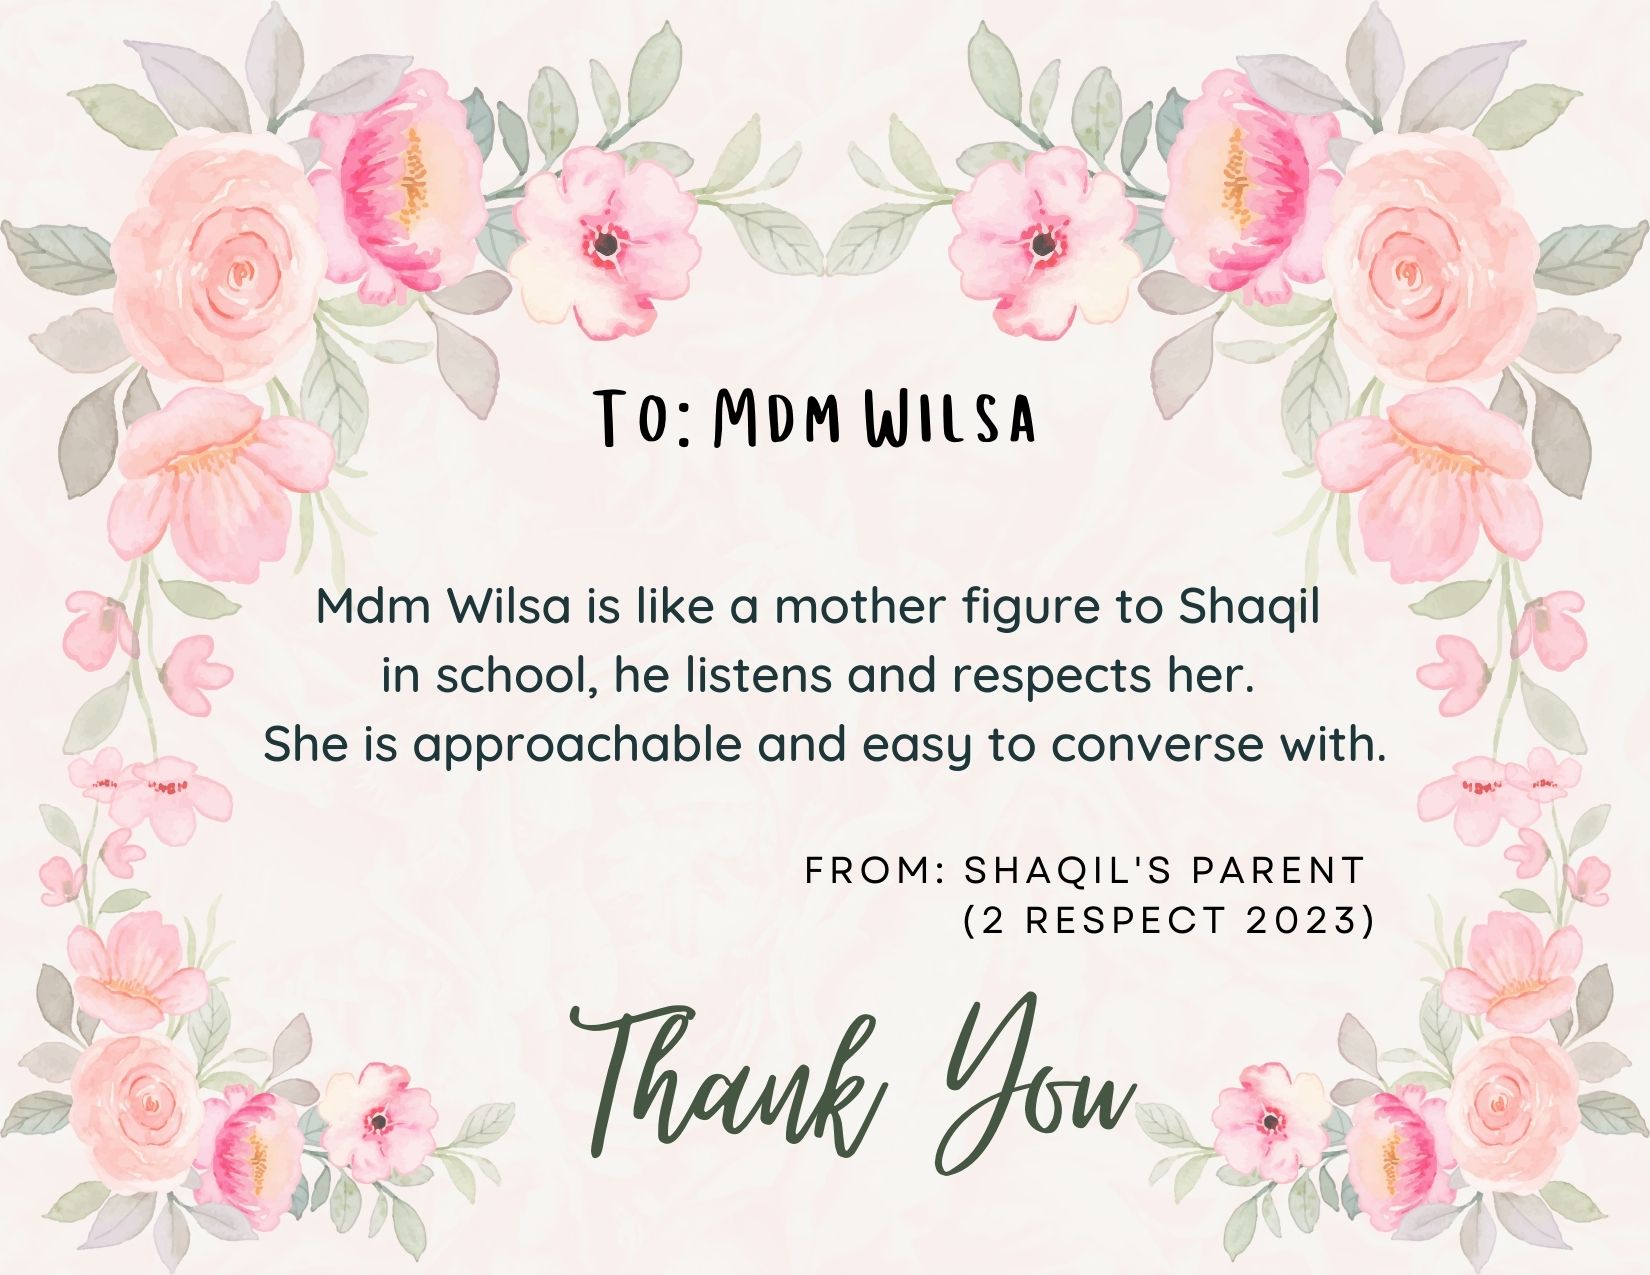 To: Mdm Wilsa
Mdm Wilsa is like a mother figure to Shaqil
in school, he listens and respects her.
She is approachable and easy to converse with.
FROM: SHAQIL'S PARENT
(2 RESPECT 2023)
Thank You